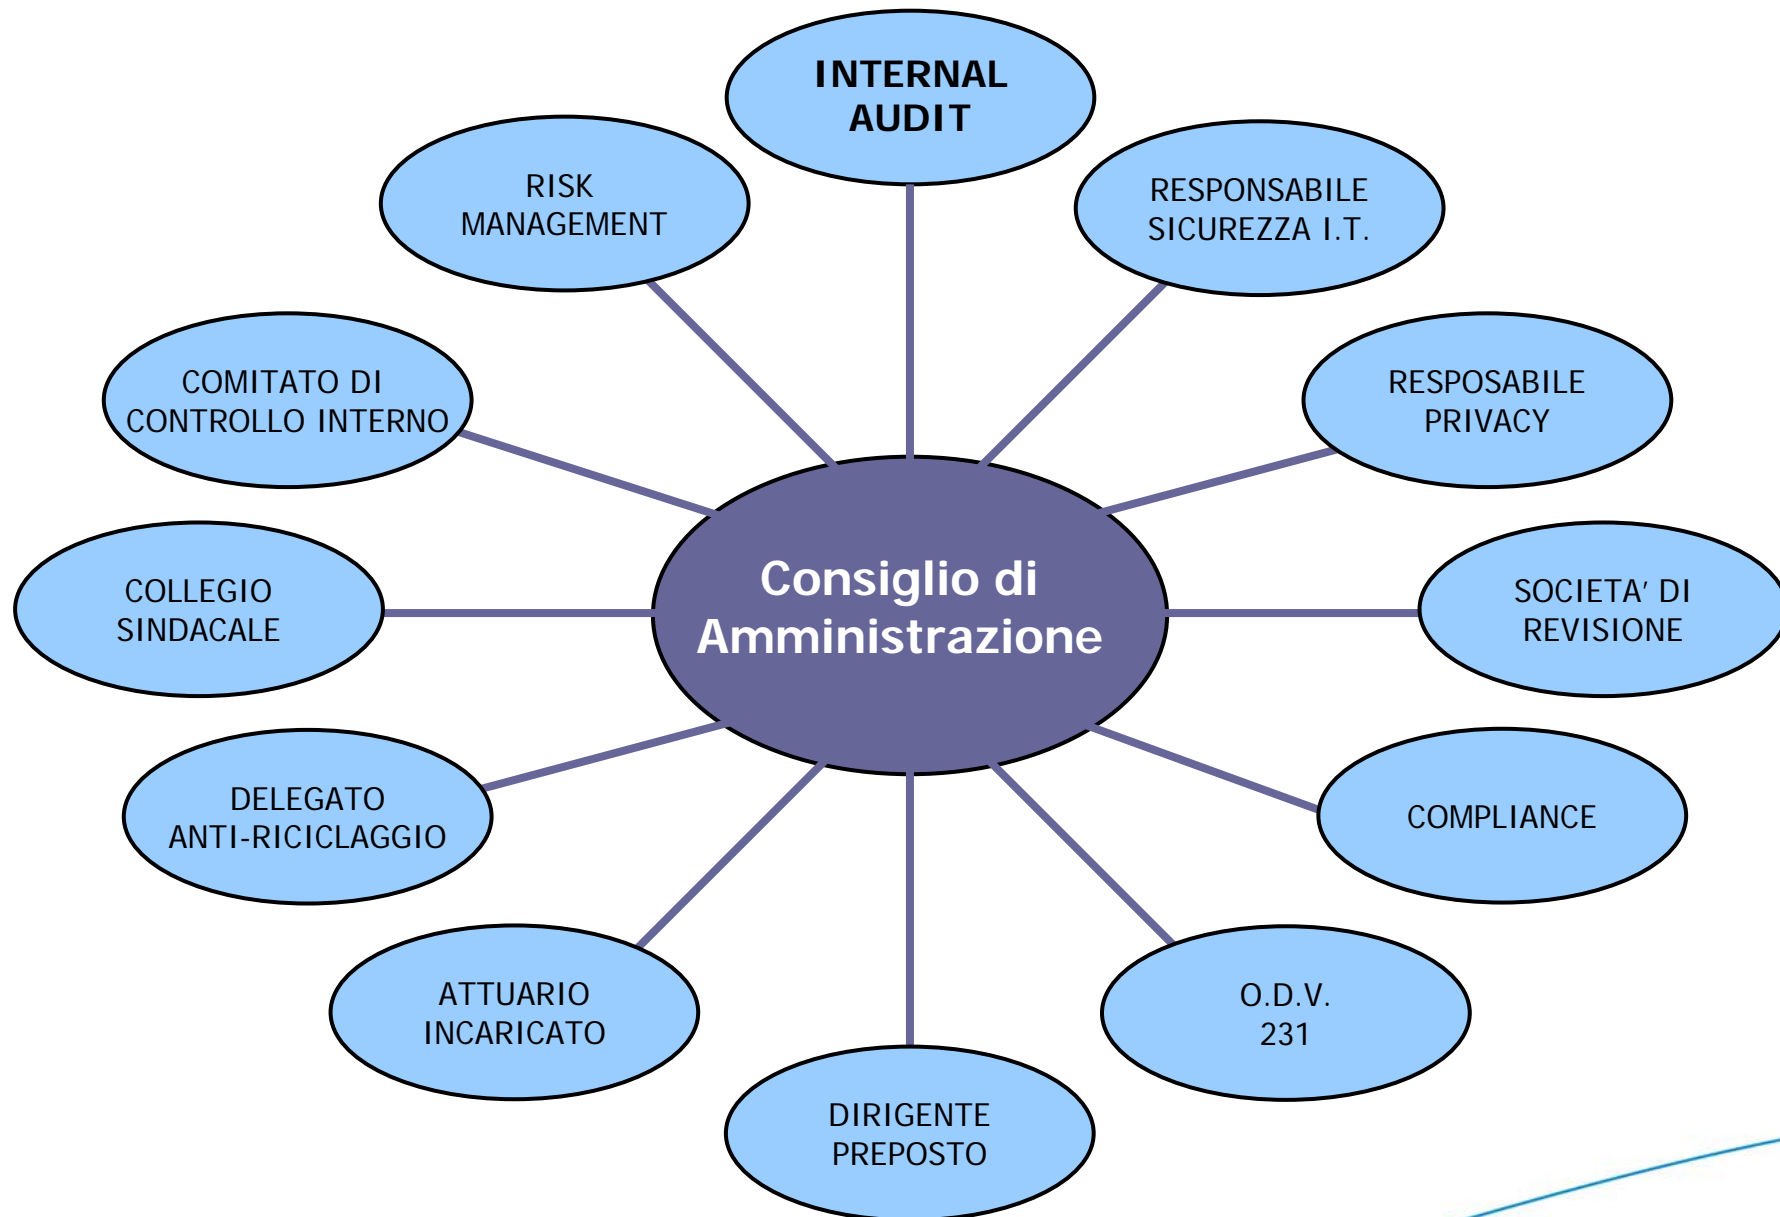 INTERNAL
AUDIT
RISK
MANAGEMENT
RESPONSABILE
SICUREZZA I.T.
COMITATO DI
CONTROLLO INTERNO
RESPOSABILE
PRIVACY
Consiglio di
Amministrazione
COLLEGIO
SINDACALE
SOCIETA' DI
REVISIONE
DELEGATO
ANTI-RICICLAGGIO
COMPLIANCE
ATTUARIO
INCARICATO
O.D.V.
231
DIRIGENTE
PREPOSTO